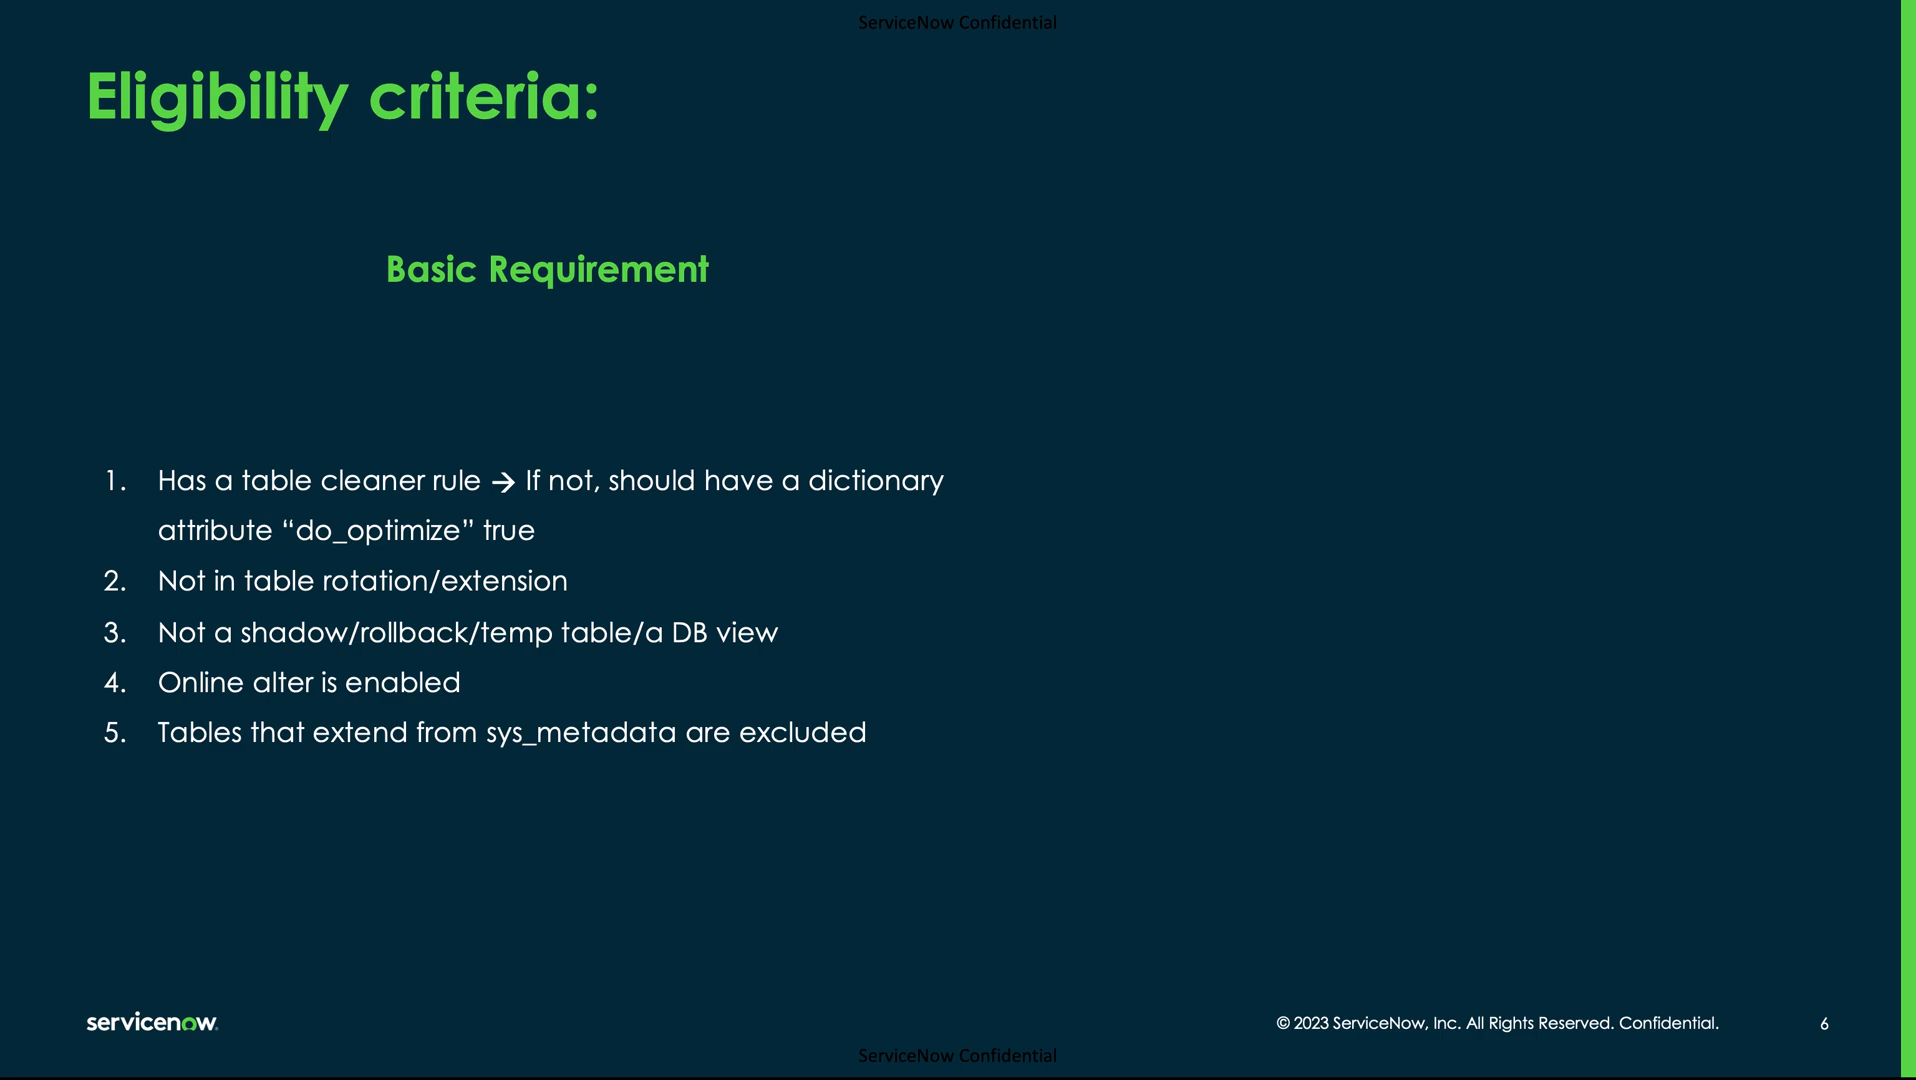 ServiceNow Confidential
Eligibility criteria:
Basic Requirement
1. Has a table cleaner rule → If not, should have a dictionary
attribute “do_optimize” true
2. Not in table rotation/extension
3. Not a shadow/rollback/temp table/a DB view
4. Online alter is enabled
5. Tables that extend from sys_metadata are excluded
servicenow.
© 2023 ServiceNow, Inc. All Rights Reserved. Confidential.
6
ServiceNow Confidential